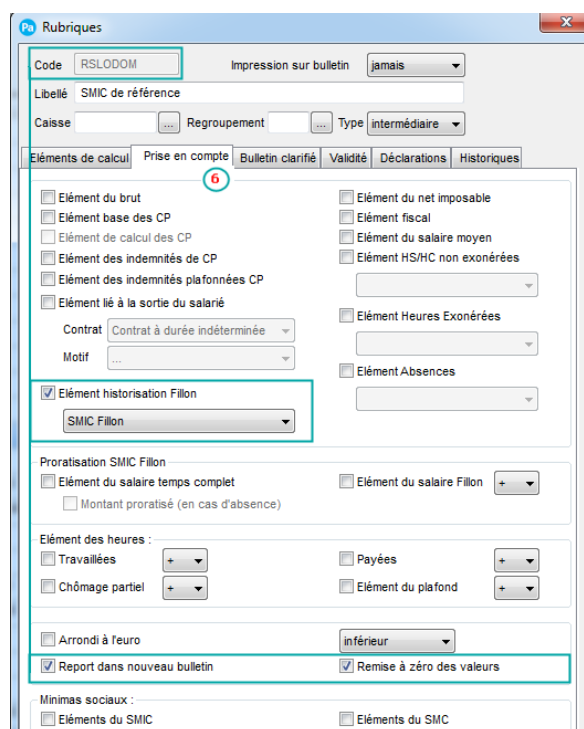 Pa Rubriques X
Code RSLODOM Impression sur bulletin jamais
Libellé SMIC de référence
Caisse ... Regroupement ... Type intermédiaire
Eléments de calcul Prise en compte Bulletin clarifié Validité Déclarations Historiques
6
Elément du brut Elément du net imposable
Elément base des CP Elément fiscal
Elément de calcul des CP Elément du salaire moyen
Elément des indemnités de CP Elément HS/HC non exonérées
Elément des indemnités plafonnées CP
Elément lié à la sortie du salarié
Elément Heures Exonérées
Contrat Contrat à durée indéterminée
Motif ...
Elément Absences
Elément historisation Fillon
SMIC Fillon
Proratisation SMIC Fillon
Elément du salaire temps complet Elément du salaire Fillon +
Montant proratisé (en cas d'absence)
Elément des heures :
Travaillées + Payées +
Chômage partiel + Elément du plafond +
Arrondi à l'euro inférieur
Report dans nouveau bulletin Remise à zéro des valeurs
Minimas sociaux :
Eléments du SMIC Eléments du SMC